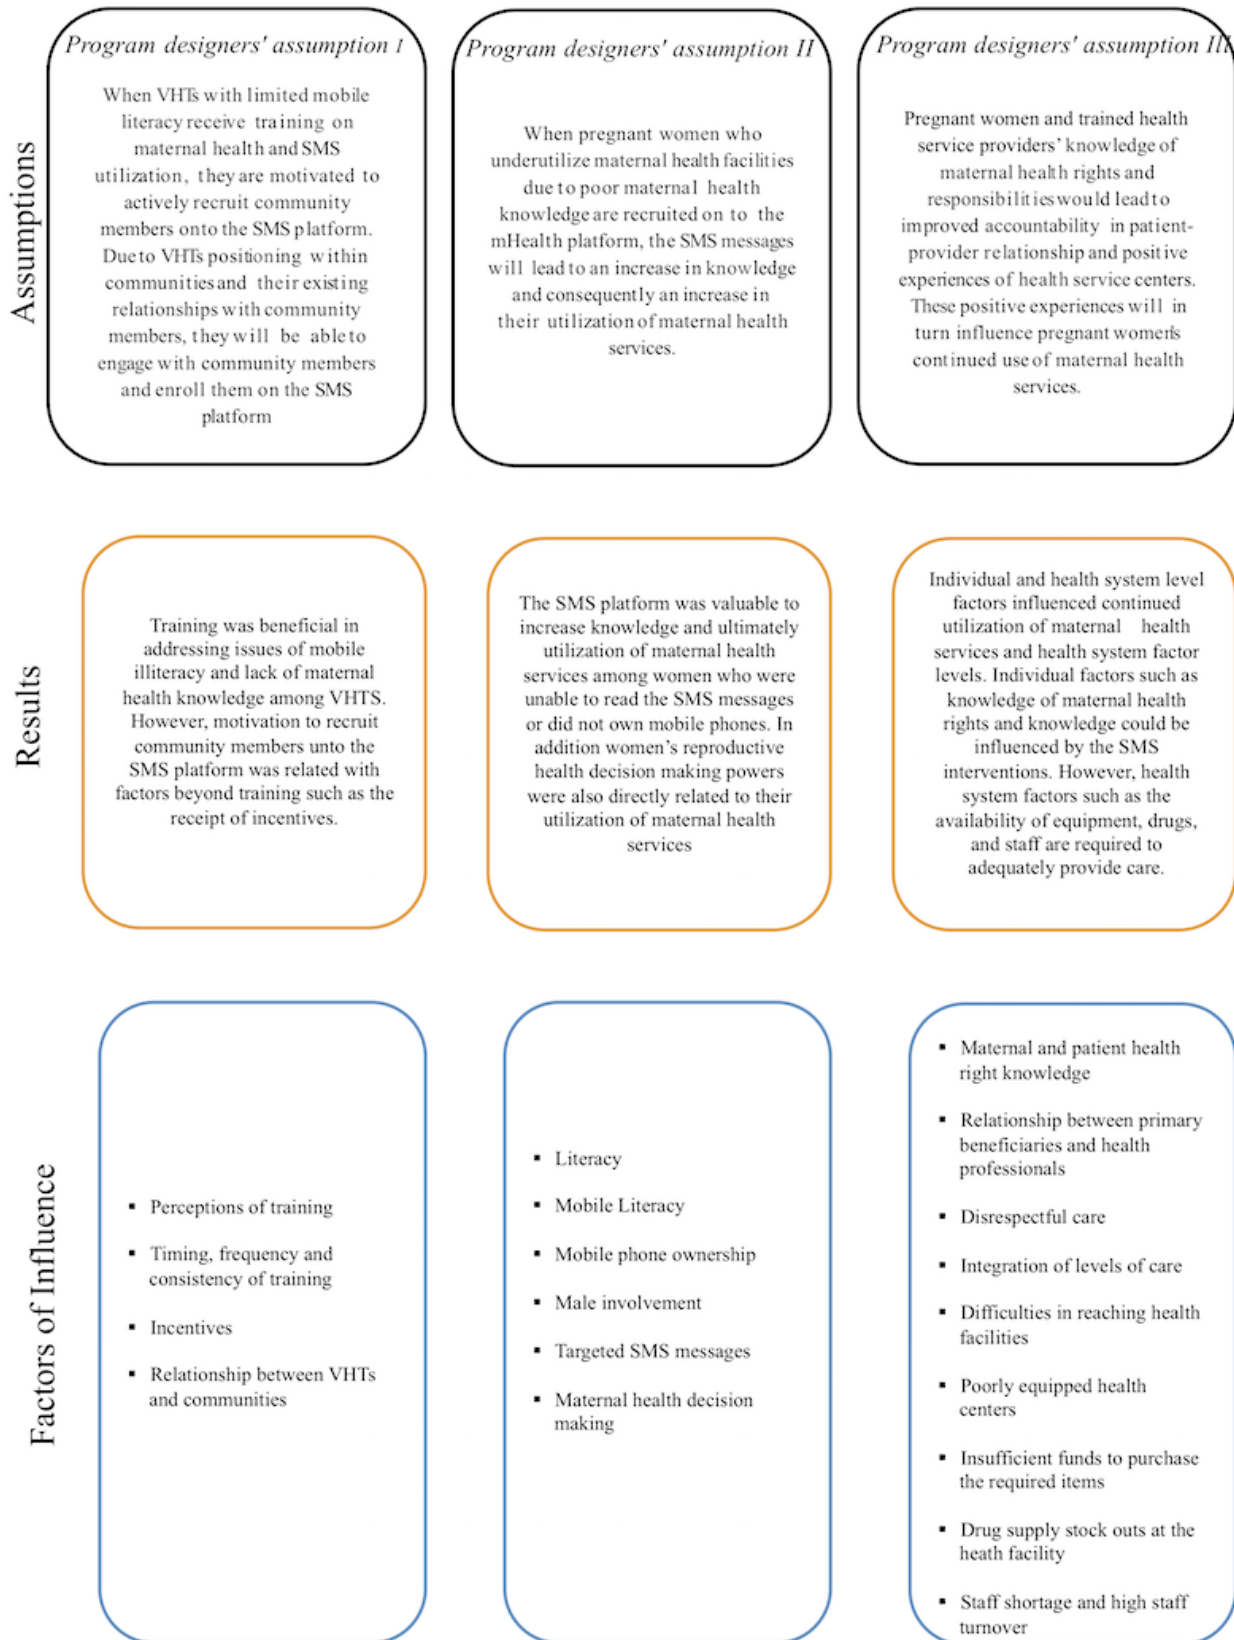 Assumptions
Program designers' assumption I
When VHTs with limited mobile
literacy receive training on
maternal health and SMS
utilization, they are motivated to
actively recruit community
members onto the SMS platform.
Due to VHTs positioning within
communities and their existing
relationships with community
members, they will be able to
engage with community members
and enroll them on the SMS
platform
Program designers' assumption II
When pregnant women who
underutilize maternal health facilities
due to poor maternal health
knowledge are recruited on to the
mHealth platform, the SMS messages
will lead to an increase in knowledge
and consequently an increase in
their utilization of maternal health
services.
Program designers' assumption III
Pregnant women and trained health
service providers' knowledge of
maternal health rights and
responsibilities would lead to
improved accountability in patient-
provider relationship and positive
experiences of health service centers.
These positive experiences will in
turn influence pregnant women's
continued use of maternal health
services.
Results
Training was beneficial in
addressing issues of mobile
illiteracy and lack of maternal
health knowledge among VHTS.
However, motivation to recruit
community members unto the
SMS platform was related with
factors beyond training such as the
receipt of incentives.
The SMS platform was valuable to
increase knowledge and ultimately
utilization of maternal health
services among women who were
unable to read the SMS messages
or did not own mobile phones. In
addition women's reproductive
health decision making powers
were also directly related to their
utilization of maternal health
services
Individual and health system level
factors influenced continued
utilization of maternal health
services and health system factor
levels. Individual factors such as
knowledge of maternal health
rights and knowledge could be
influenced by the SMS
interventions. However, health
system factors such as the
availability of equipment, drugs,
and staff are required to
adequately provide care.
Factors of Influence
▪ Perceptions of training
▪ Timing, frequency and
consistency of training
▪ Incentives
▪ Relationship between VHTs
and communities
▪ Literacy
▪ Mobile Literacy
▪ Mobile phone ownership
▪ Male involvement
▪ Targeted SMS messages
▪ Maternal health decision
making
▪ Maternal and patient health
right knowledge
▪ Relationship between primary
beneficiaries and health
professionals
▪ Disrespectful care
▪ Integration of levels of care
▪ Difficulties in reaching health
facilities
▪ Poorly equipped health
centers
▪ Insufficient funds to purchase
the required items
▪ Drug supply stock outs at the
heath facility
▪ Staff shortage and high staff
turnover